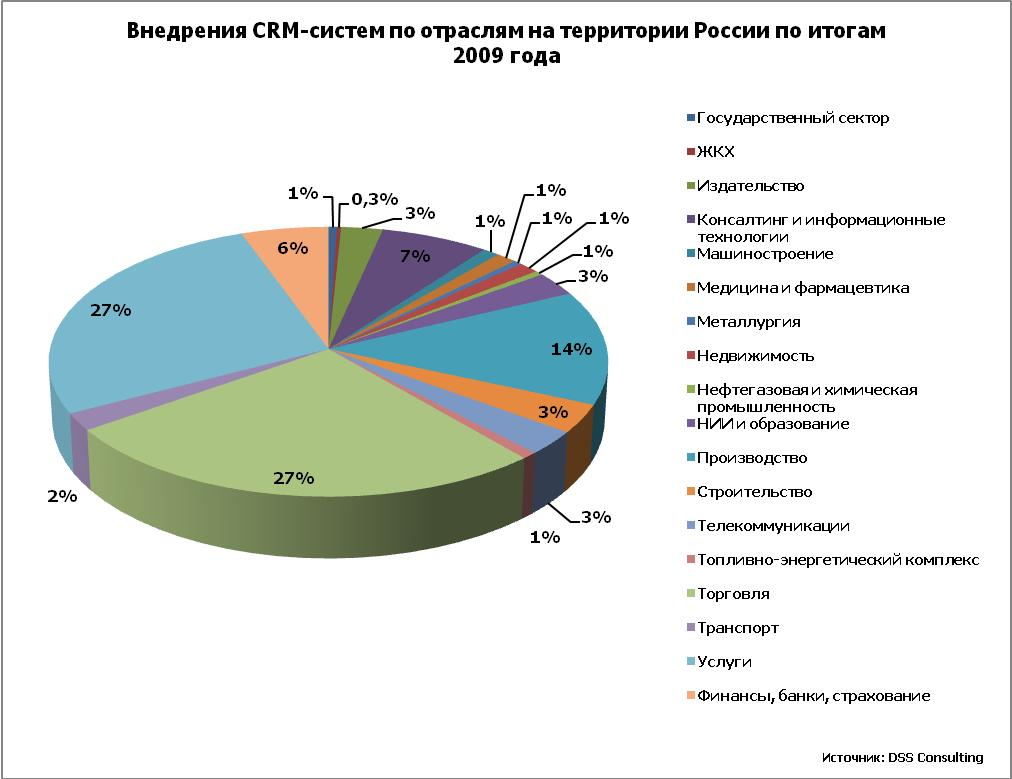 Внедрения CRM-систем по отраслям на территории России по итогам
2009 года
1%
0,3%
3%
7%
1%
1%
1%
1%
1%
3%
14%
3%
3%
1%
27%
2%
27%
6%
Государственный сектор
ЖКХ
Издательство
Консалтинг и информационные
технологии
Машиностроение
Медицина и фармацевтика
Металлургия
Недвижимость
Нефтегазовая и химическая
промышленность
НИИ и образование
Производство
Строительство
Телекоммуникации
Топливно-энергетический комплекс
Торговля
Транспорт
Услуги
Финансы, банки, страхование
Источник: DSS Consulting